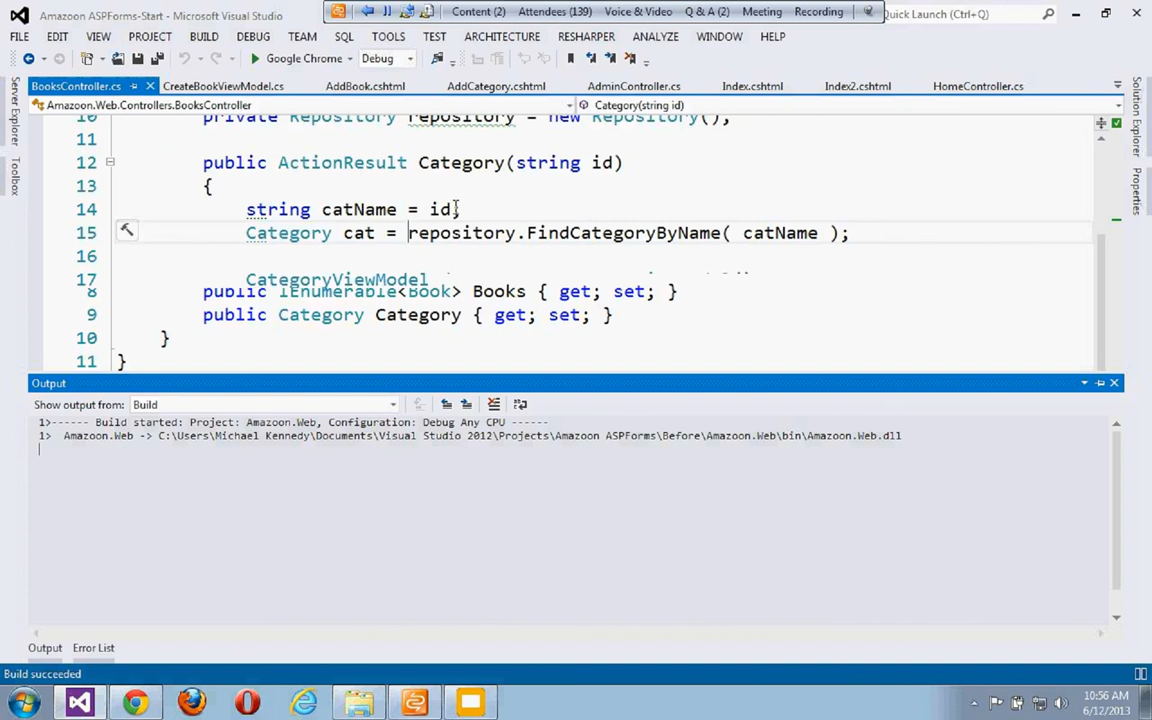 Amazoon ASPForms-Start - Microsoft Visual Studio
Content (2) Attendees (139) Voice & Video Q & A (2) Meeting Recording
Quick Launch (Ctrl+Q)
FILE EDIT VIEW PROJECT BUILD DEBUG TEAM SQL TOOLS TEST ARCHITECTURE RESHARPER ANALYZE WINDOW HELP
Google Chrome Debug
BooksController.cs CreateBookViewModel.cs AddBook.cshtml AddCategory.cshtml AdminController.cs Index.cshtml Index2.cshtml HomeController.cs
Amazoon.Web.Controllers.BooksController Category(string id)
Server Explorer
Toolbox
Solution Explorer
Properties
10 private Repository repository = new Repository();
11
12 public ActionResult Category(string id)
13 {
14 string catName = id;
15 Category cat = repository.FindCategoryByName( catName );
16
17 CategoryViewModel
8 public IEnumerable<Book> Books { get; set; }
9 public Category Category { get; set; }
10 }
11 }
Output
Show output from: Build
1>------ Build started: Project: Amazoon.Web, Configuration: Debug Any CPU ------
1> Amazoon.Web -> C:\Users\Michael Kennedy\Documents\Visual Studio 2012\Projects\Amazoon ASPForms\Before\Amazoon.Web\bin\Amazoon.Web.dll
Output Error List
Build succeeded
10:56 AM
6/12/2013